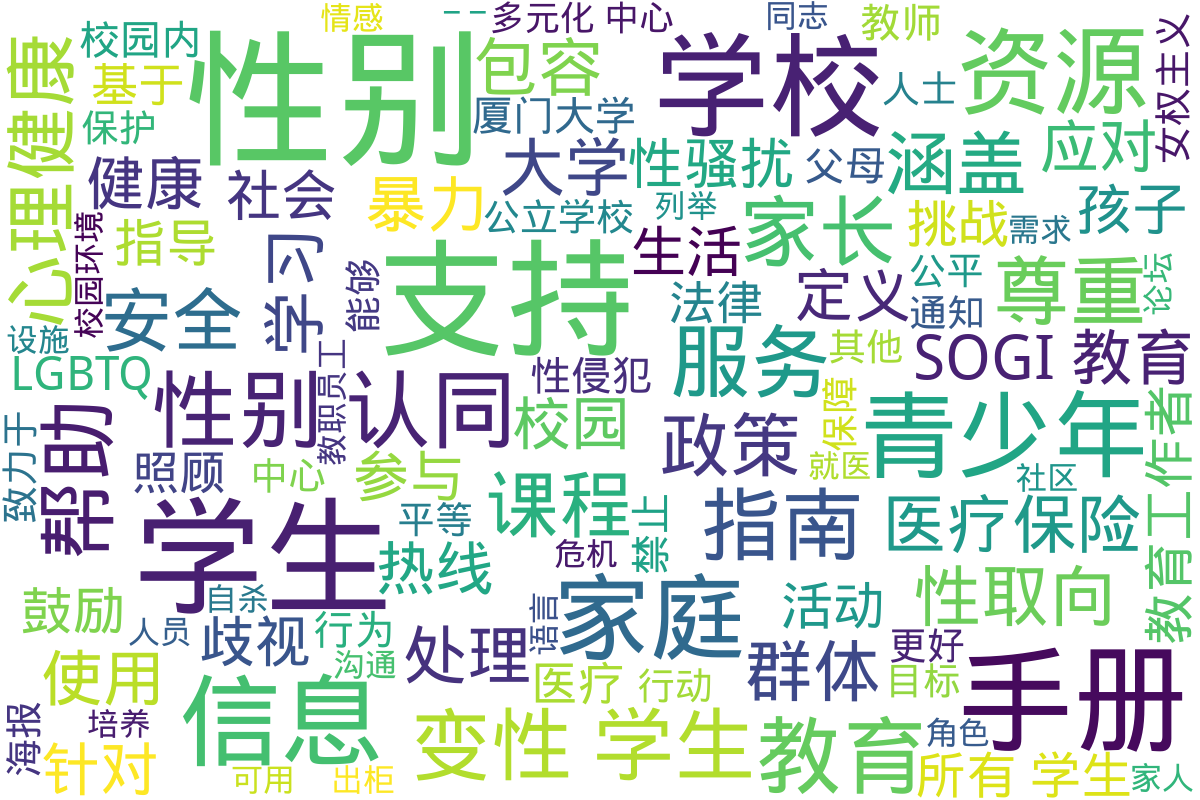 情感
--
多元化 中心
同志
教师
校园内
性别
包容
学校
资源
女权主义
心理健康
基于
人士
保护
厦门大学
应对
健康
社会
暴力
大学
性骚扰
父母
涵盖
孩子
公立学校
列举
家长
挑战
需求
校园环境
指导
学习
支持
生活
公平
尊重
论坛
能够
安全
法律
定义
通知
设施
LGBTQ
教职员工
性侵犯
服务
其他
SOGI 教育
性别认同
校园
保障
青少年
教育工作者
帮助
致力于
照顾
中心
参与
政策
就医
社区
学生
平等
课程
禁止
指南
医疗保险
热线
危机
鼓励
自杀
家庭
活动
性取向
人员
歧视
行为
语言
处理
沟通
群体
更好
手册
使用
信息
医疗
行动
目标
海报
培养
变性 学生
教育
角色
针对
可用
出柜
所有 学生
家人